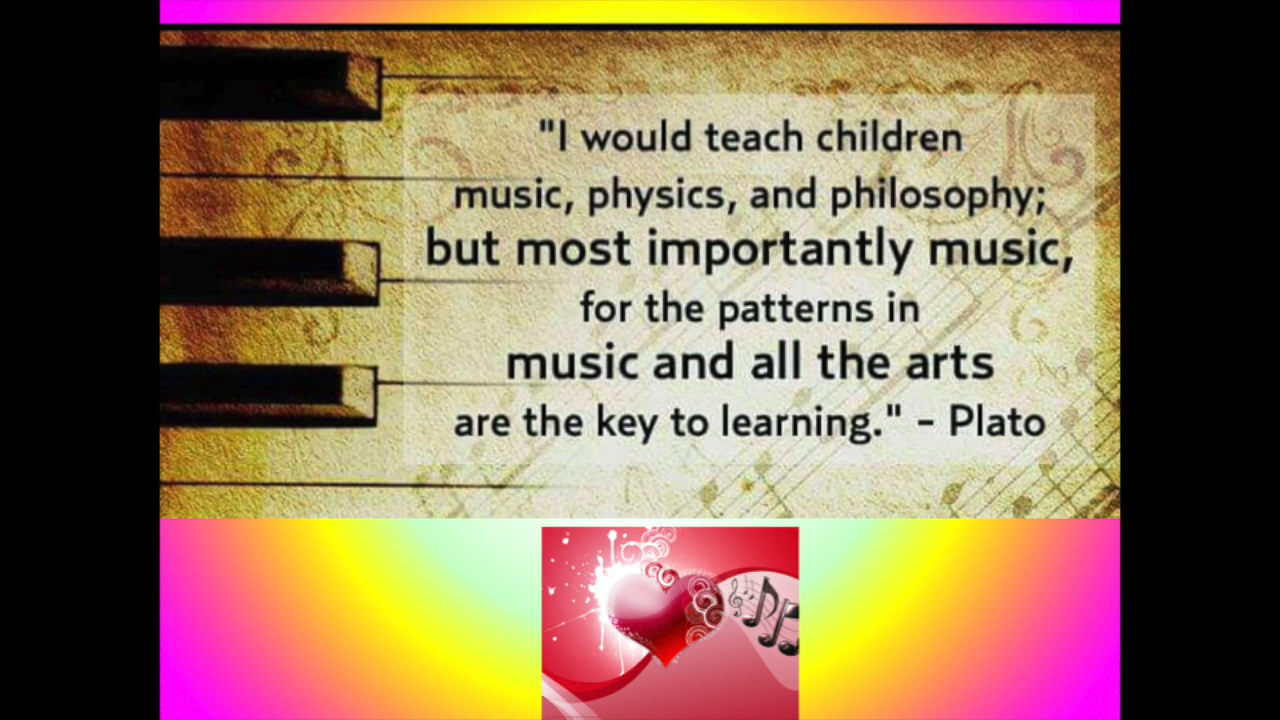 "I would teach children
music, physics, and philosophy;
but most importantly music,
for the patterns in
music and all the arts
are the key to learning." - Plato